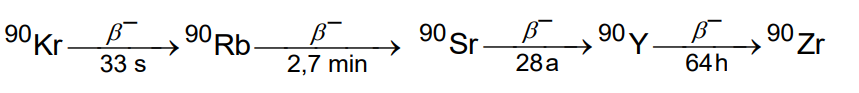 ⁹⁰Kr —β⁻→ ⁹⁰Rb —β⁻→ ⁹⁰Sr —β⁻→ ⁹⁰Y —β⁻→ ⁹⁰Zr
33 s 2,7 min 28a 64h